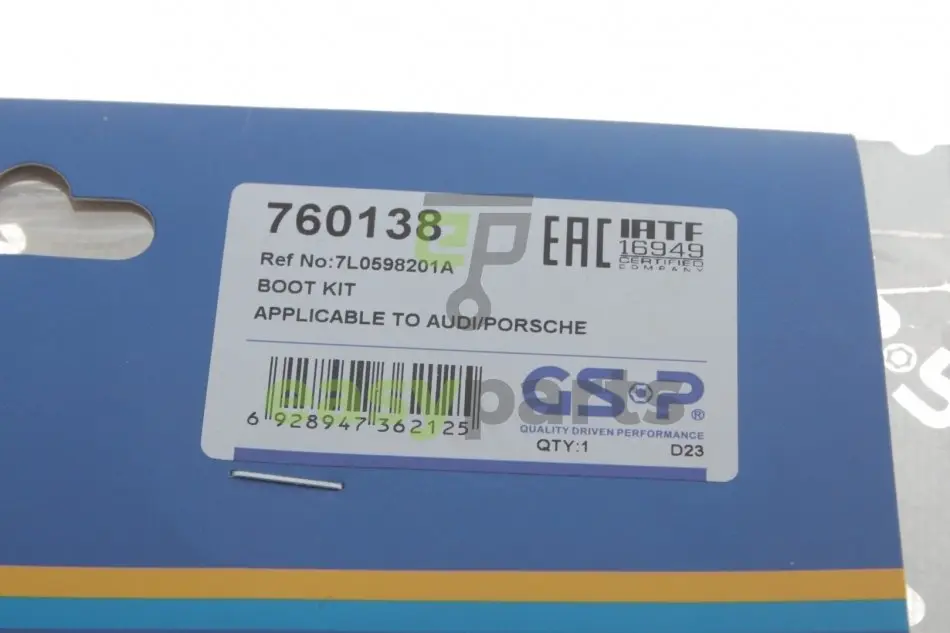 760138
EAC
IATF
16949
CERTIFIED
COMPANY
Ref No:7L0598201A
BOOT KIT
APPLICABLE TO AUDI/PORSCHE
6 928947 362125
GSP®
QUALITY DRIVEN PERFORMANCE
QTY:1
D23
ep
easyparts